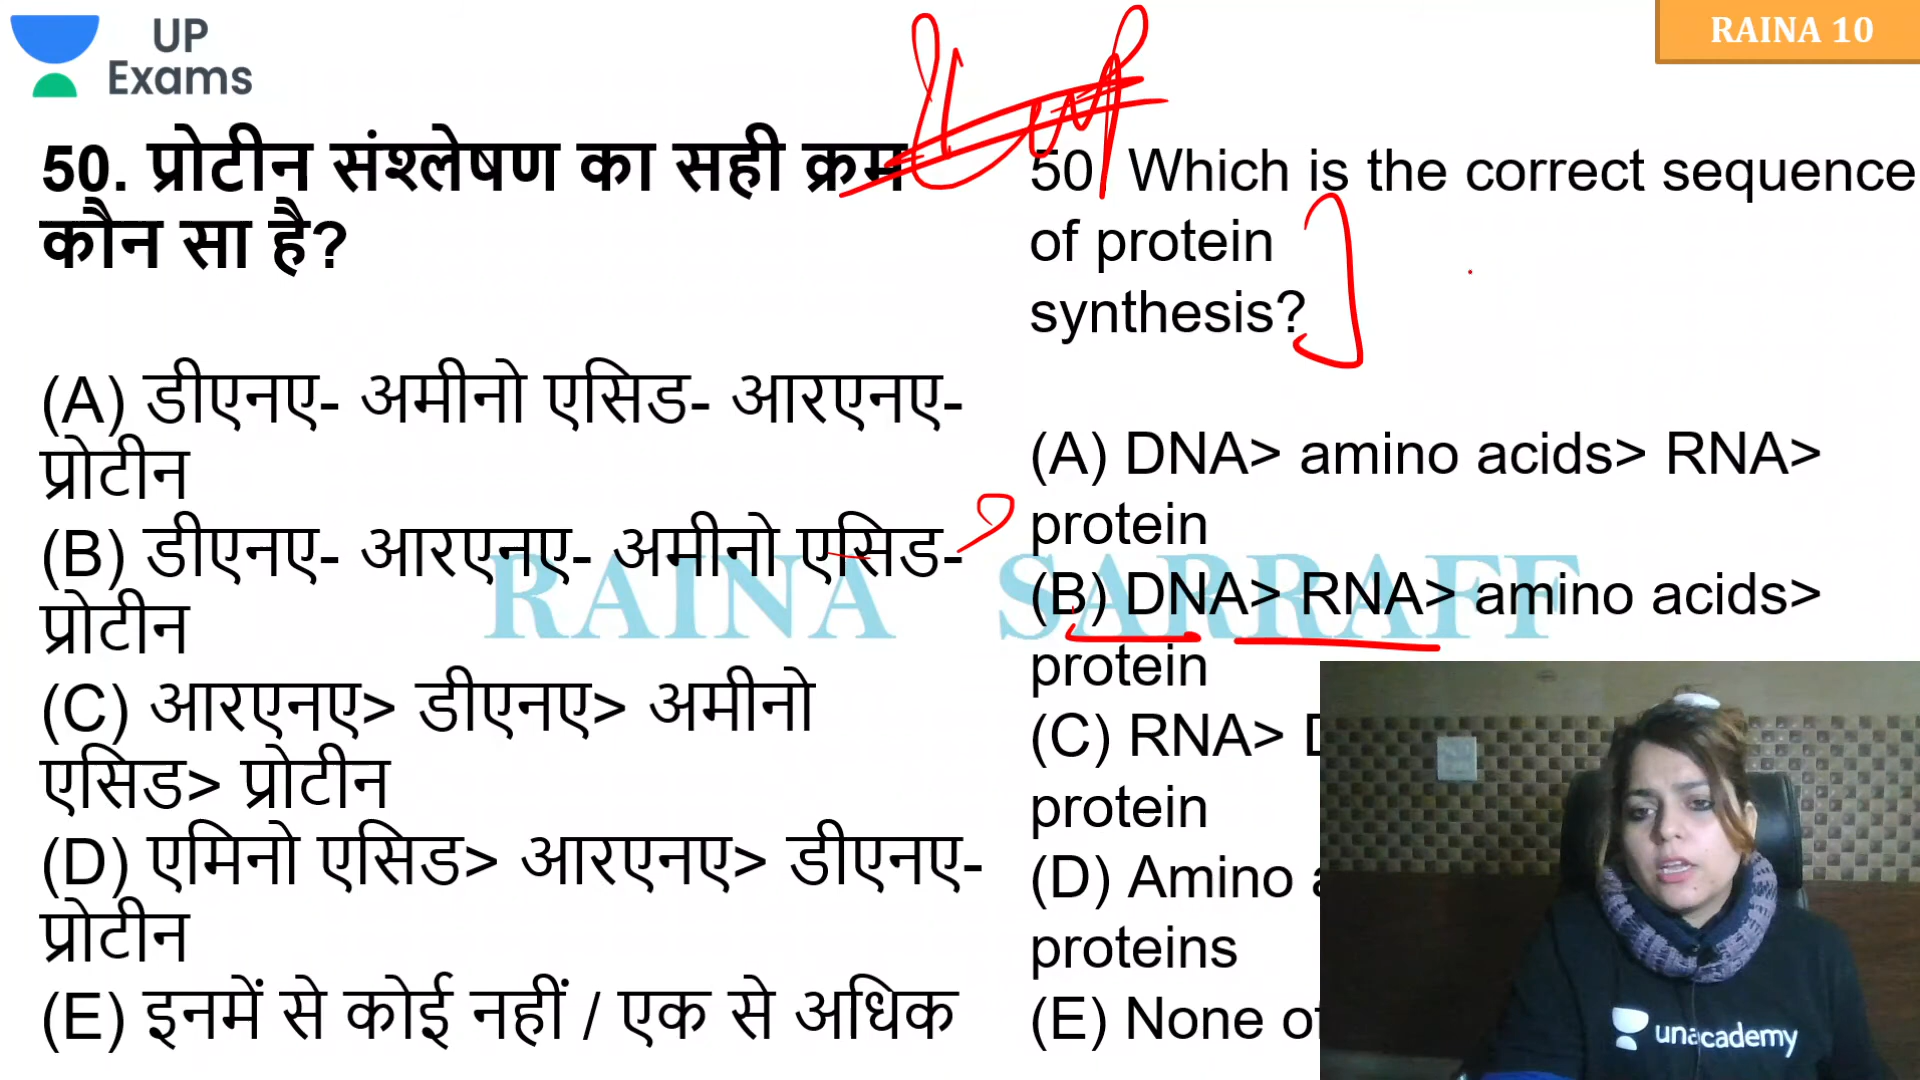 UP
Exams
RAINA 10
50. प्रोटीन संश्लेषण का सही क्रम
कौन सा है?
(A) डीएनए- अमीनो एसिड- आरएनए-
प्रोटीन
(B) डीएनए- आरएनए- अमीनो एसिड-
प्रोटीन
(C) आरएनए> डीएनए> अमीनो
एसिड> प्रोटीन
(D) एमिनो एसिड> आरएनए> डीएनए-
प्रोटीन
(E) इनमें से कोई नहीं / एक से अधिक
50. Which is the correct sequence
of protein
synthesis?
(A) DNA> amino acids> RNA>
protein
(B) DNA> RNA> amino acids>
protein
(C) RNA>
protein
(D) Amino
proteins
(E) None of
RAINA SARRAFF
unacademy